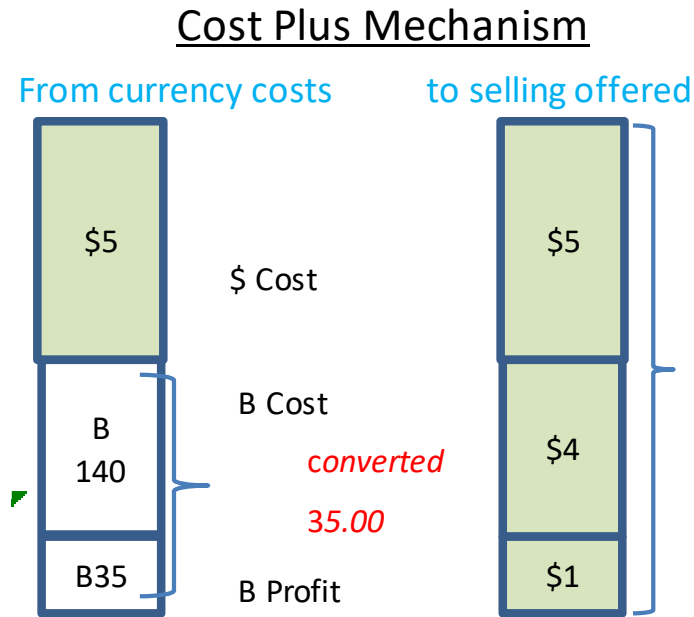 Cost Plus Mechanism
From currency costs
to selling offered
$5
$ Cost
$5
B Cost
B
140
converted
35.00
$4
B35
B Profit
$1